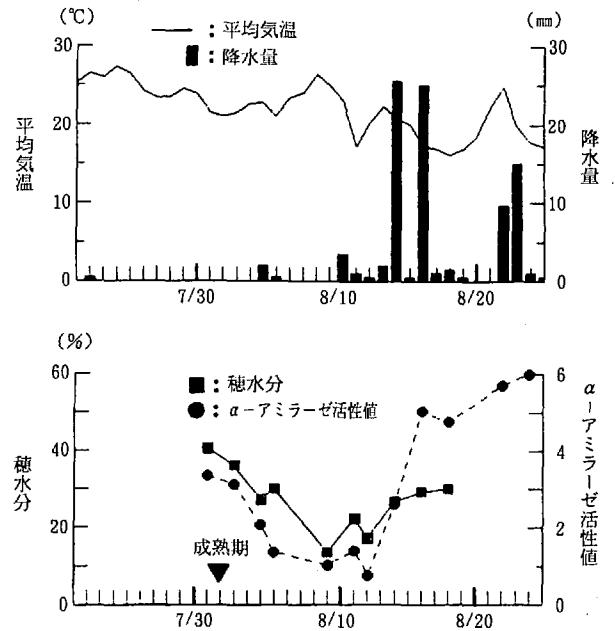 (℃)
(㎜)
30
20
10
0
平均気温
── : 平均気温
■ : 降水量
30
20
10
0
降水量
7/30
8/10
8/20
(%)
60
40
20
0
穂水分
■ : 穂水分
● : α-アミラーゼ活性値
成熟期
6
4
2
0
α-アミラーゼ活性値
7/30
8/10
8/20